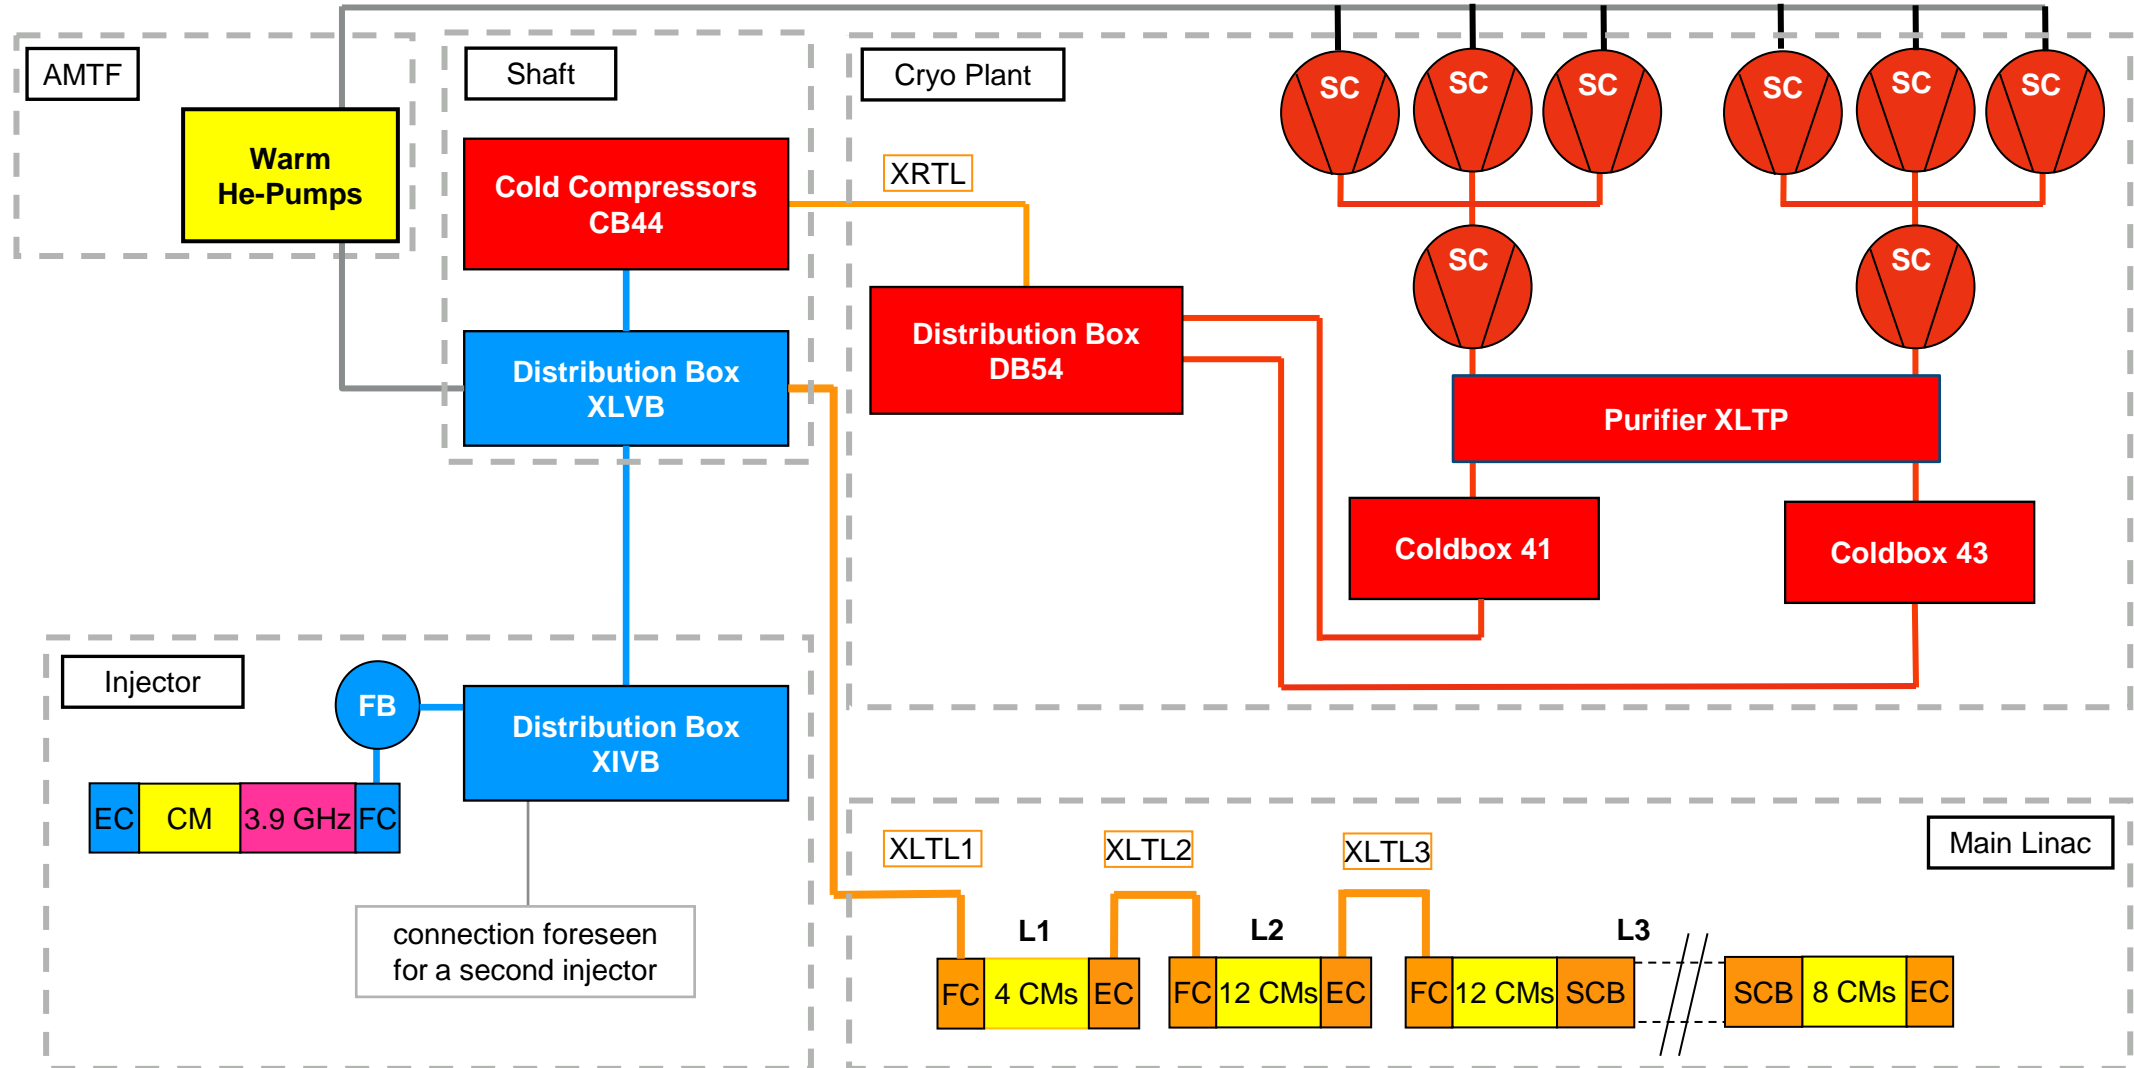 AMTF
Shaft
Cryo Plant
SC
SC
SC
SC
SC
SC
Warm
He-Pumps
Cold Compressors
CB44
XRTL
SC
SC
Distribution Box
DB54
Distribution Box
XLVB
Purifier XLTP
Coldbox 41
Coldbox 43
Injector
FB
Distribution Box
XIVB
EC
CM
3.9 GHz
FC
connection foreseen
for a second injector
XLTL1
XLTL2
XLTL3
Main Linac
L1
L2
L3
FC
4 CMs
EC
FC
12 CMs
EC
FC
12 CMs
SCB
SCB
8 CMs
EC